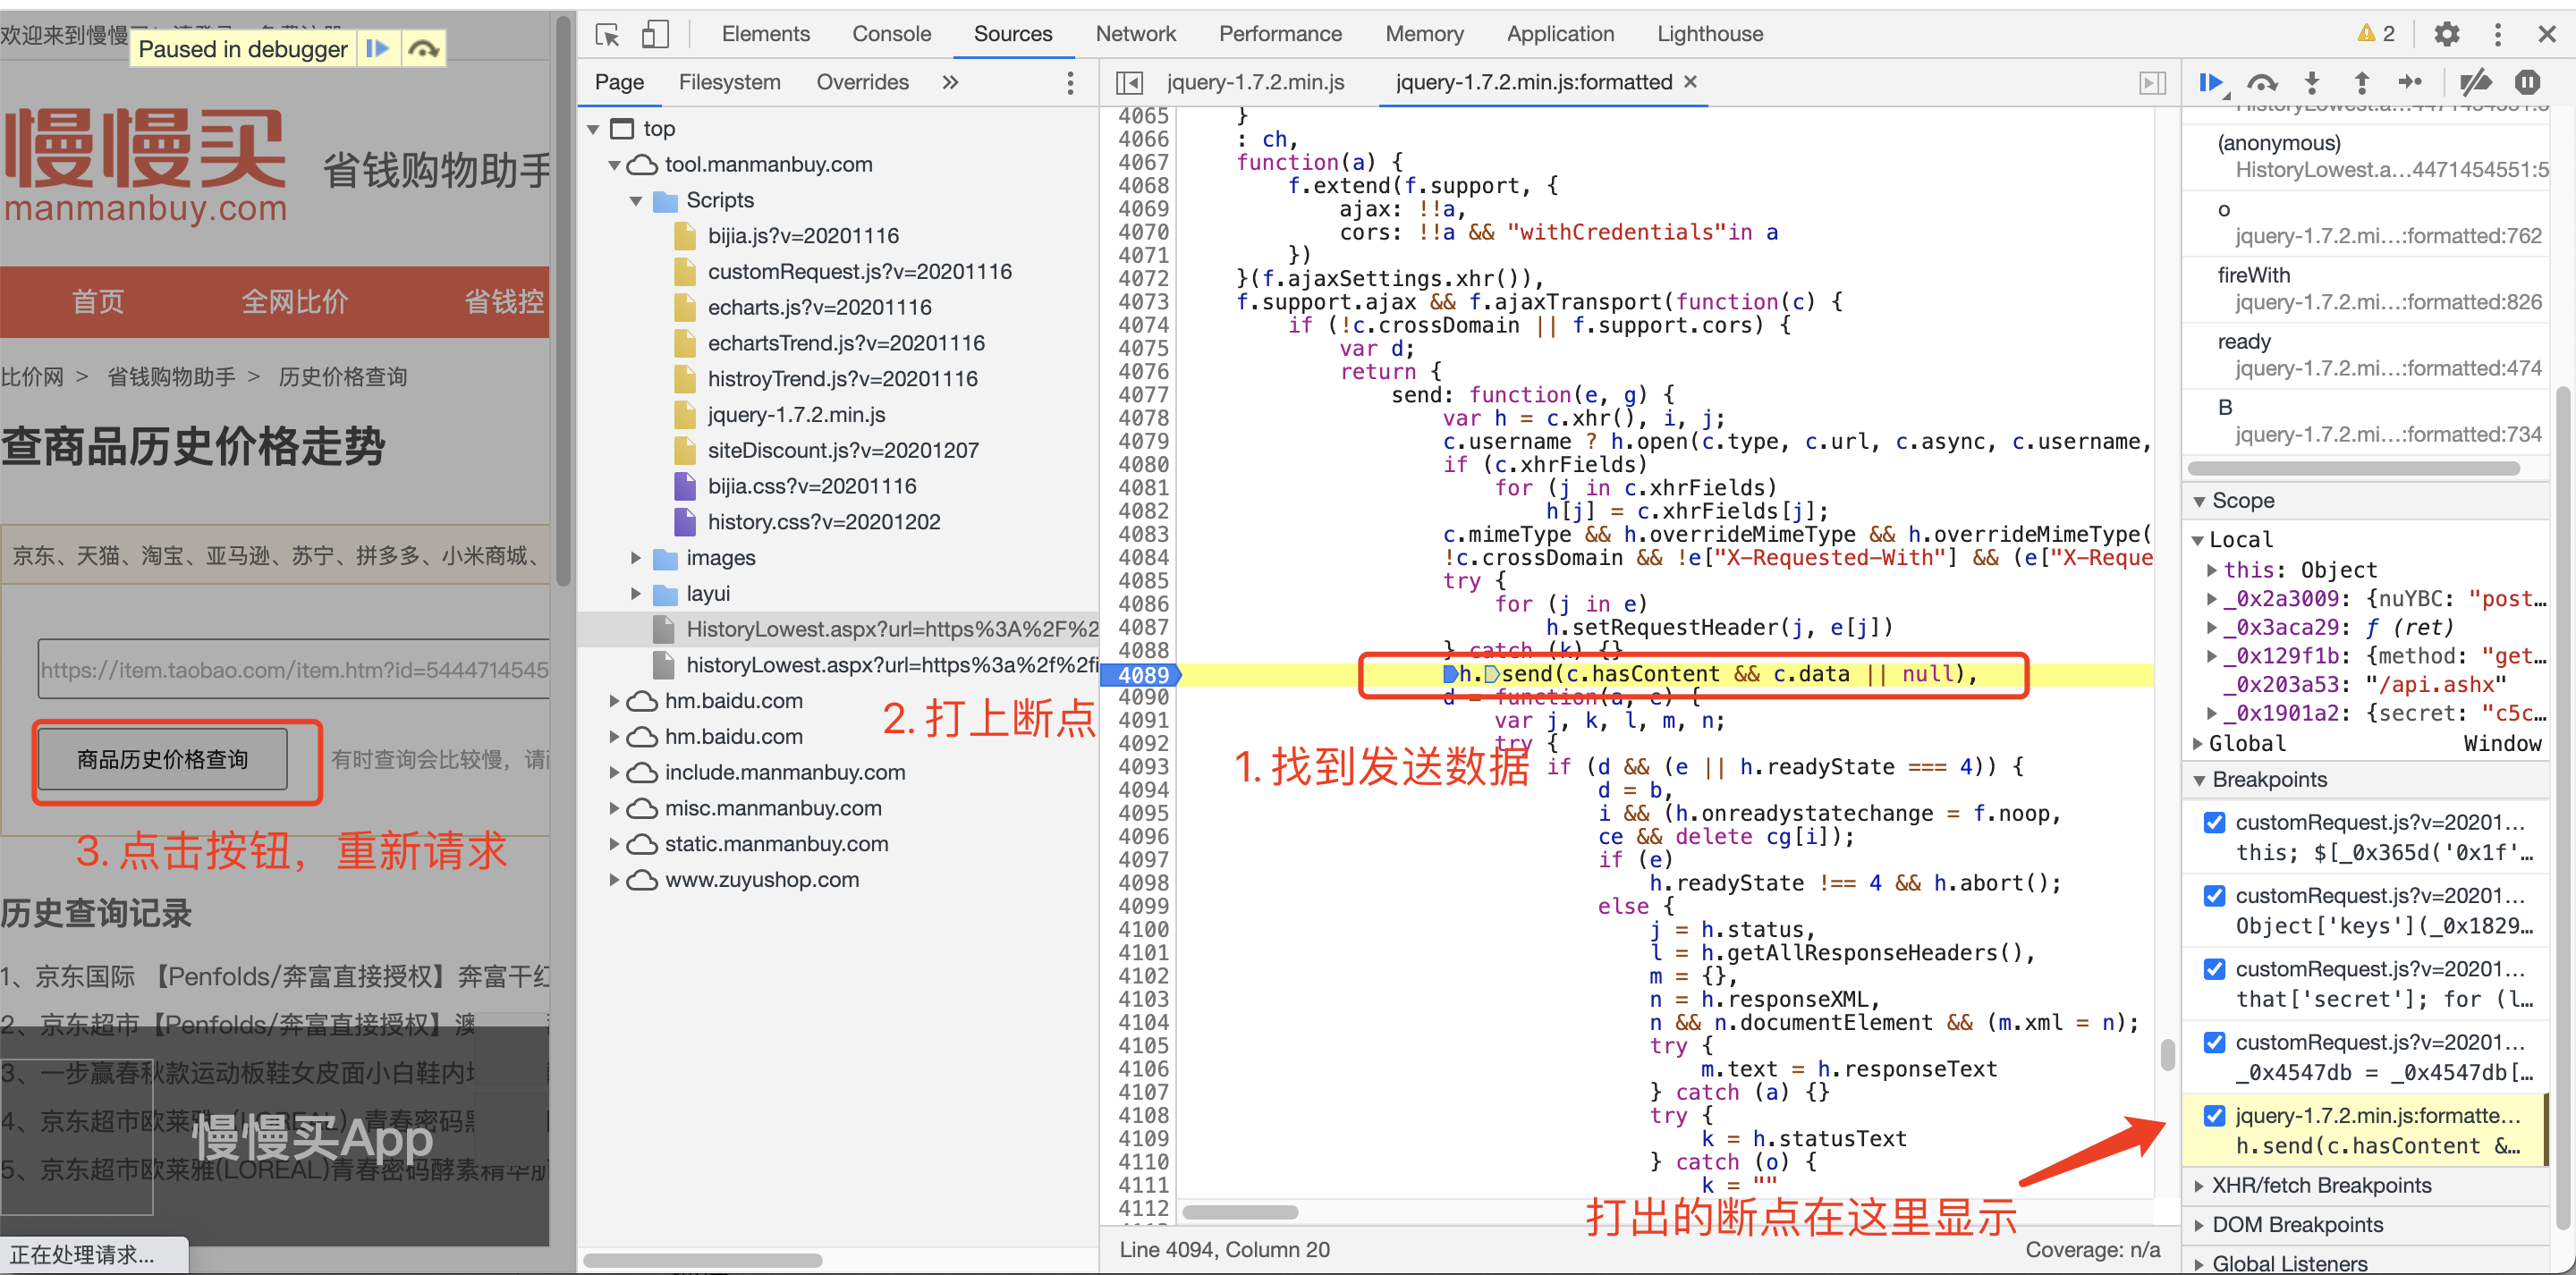 欢迎来到慢慢
Paused in debugger
慢慢买
manmanbuy.com
省钱购物助手
首页 全网比价 省钱控
比价网 > 省钱购物助手 > 历史价格查询
查商品历史价格走势
京东、天猫、淘宝、亚马逊、苏宁、拼多多、小米商城、
https://item.taobao.com/item.htm?id=5444714545
商品历史价格查询
有时查询会比较慢，请
3. 点击按钮，重新请求
历史查询记录
1、京东国际 【Penfolds/奔富直接授权】奔富干红
2、京东超市【Penfolds/奔富直接授权】澳
3、一步赢春秋款运动板鞋女皮面小白鞋内增
4、京东超市欧莱雅 (LOREAL) 青春密码黑
慢慢买App
5、京东超市欧莱雅(LOREAL)青春密码酵素精华肌
正在处理请求...
Elements Console Sources Network Performance Memory Application Lighthouse 2
Page Filesystem Overrides »
top
tool.manmanbuy.com
Scripts
bijia.js?v=20201116
customRequest.js?v=20201116
echarts.js?v=20201116
echartsTrend.js?v=20201116
histroyTrend.js?v=20201116
jquery-1.7.2.min.js
siteDiscount.js?v=20201207
bijia.css?v=20201116
history.css?v=20201202
images
layui
HistoryLowest.aspx?url=https%3A%2F%2
historyLowest.aspx?url=https%3a%2f%2fi
hm.baidu.com
hm.baidu.com
include.manmanbuy.com
misc.manmanbuy.com
static.manmanbuy.com
www.zuyushop.com
2. 打上断点
jquery-1.7.2.min.js jquery-1.7.2.min.js:formatted ×
4065 }
4066 : ch,
4067 function(a) {
4068 f.extend(f.support, {
4069 ajax: !!a,
4070 cors: !!a && "withCredentials"in a
4071 })
4072 }(f.ajaxSettings.xhr()),
4073 f.support.ajax && f.ajaxTransport(function(c) {
4074 if (!c.crossDomain || f.support.cors) {
4075 var d;
4076 return {
4077 send: function(e, g) {
4078 var h = c.xhr(), i, j;
4079 c.username ? h.open(c.type, c.url, c.async, c.username,
4080 if (c.xhrFields)
4081 for (j in c.xhrFields)
4082 h[j] = c.xhrFields[j];
4083 c.mimeType && h.overrideMimeType && h.overrideMimeType(
4084 !c.crossDomain && !e["X-Requested-With"] && (e["X-Reque
4085 try {
4086 for (j in e)
4087 h.setRequestHeader(j, e[j])
4088 } catch (k) {}
4089 h.send(c.hasContent && c.data || null),
4090 d = function(a, e) {
4091 var j, k, l, m, n;
4092 try {
1. 找到发送数据
4093 if (d && (e || h.readyState === 4)) {
4094 d = b,
4095 i && (h.onreadystatechange = f.noop,
4096 ce && delete cg[i]);
4097 if (e)
4098 h.readyState !== 4 && h.abort();
4099 else {
4100 j = h.status,
4101 l = h.getAllResponseHeaders(),
4102 m = {},
4103 n = h.responseXML,
4104 n && n.documentElement && (m.xml = n);
4105 try {
4106 m.text = h.responseText
4107 } catch (a) {}
4108 try {
4109 k = h.statusText
4110 } catch (o) {
4111 k = ""
4112
打出的断点在这里显示
Line 4094, Column 20 Coverage: n/a
(anonymous)
HistoryLowest.a…4471454551:5
o
jquery-1.7.2.mi…:formatted:762
fireWith
jquery-1.7.2.mi…:formatted:826
ready
jquery-1.7.2.mi…:formatted:474
B
jquery-1.7.2.mi…:formatted:734
Scope
Local
this: Object
_0x2a3009: {nuYBC: "post…
_0x3aca29: f (ret)
_0x129f1b: {method: "get…
_0x203a53: "/api.ashx"
_0x1901a2: {secret: "c5c…
Global Window
Breakpoints
customRequest.js?v=20201…
this; $[_0x365d('0x1f'…
customRequest.js?v=20201…
Object['keys'](_0x1829…
customRequest.js?v=20201…
that['secret']; for (l…
customRequest.js?v=20201…
_0x4547db = _0x4547db[…
jquery-1.7.2.min.js:formatte…
h.send(c.hasContent &…
XHR/fetch Breakpoints
DOM Breakpoints
Global Listeners